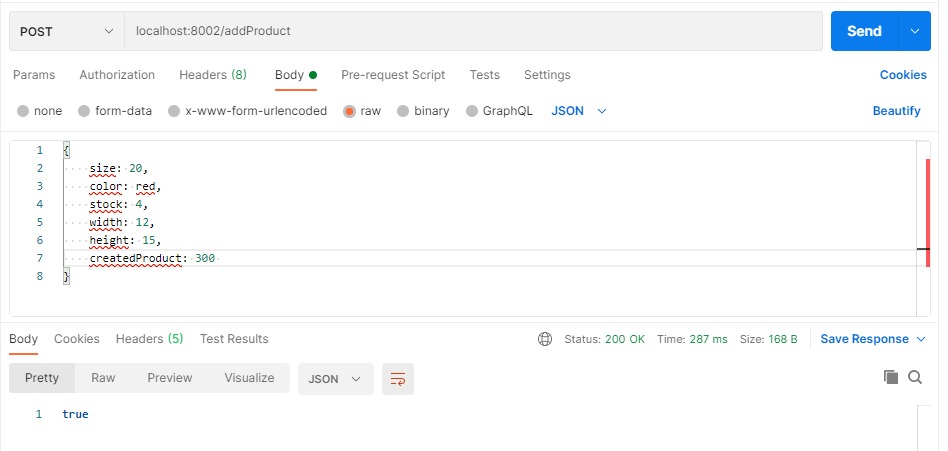 POST localhost:8002/addProduct Send
Params Authorization Headers (8) Body Pre-request Script Tests Settings Cookies
none form-data x-www-form-urlencoded raw binary GraphQL JSON Beautify
1 {
2 size: 20,
3 color: red,
4 stock: 4,
5 width: 12,
6 height: 15,
7 createdProduct: 300
8 }
Body Cookies Headers (5) Test Results Status: 200 OK Time: 287 ms Size: 168 B Save Response
Pretty Raw Preview Visualize JSON
1 true